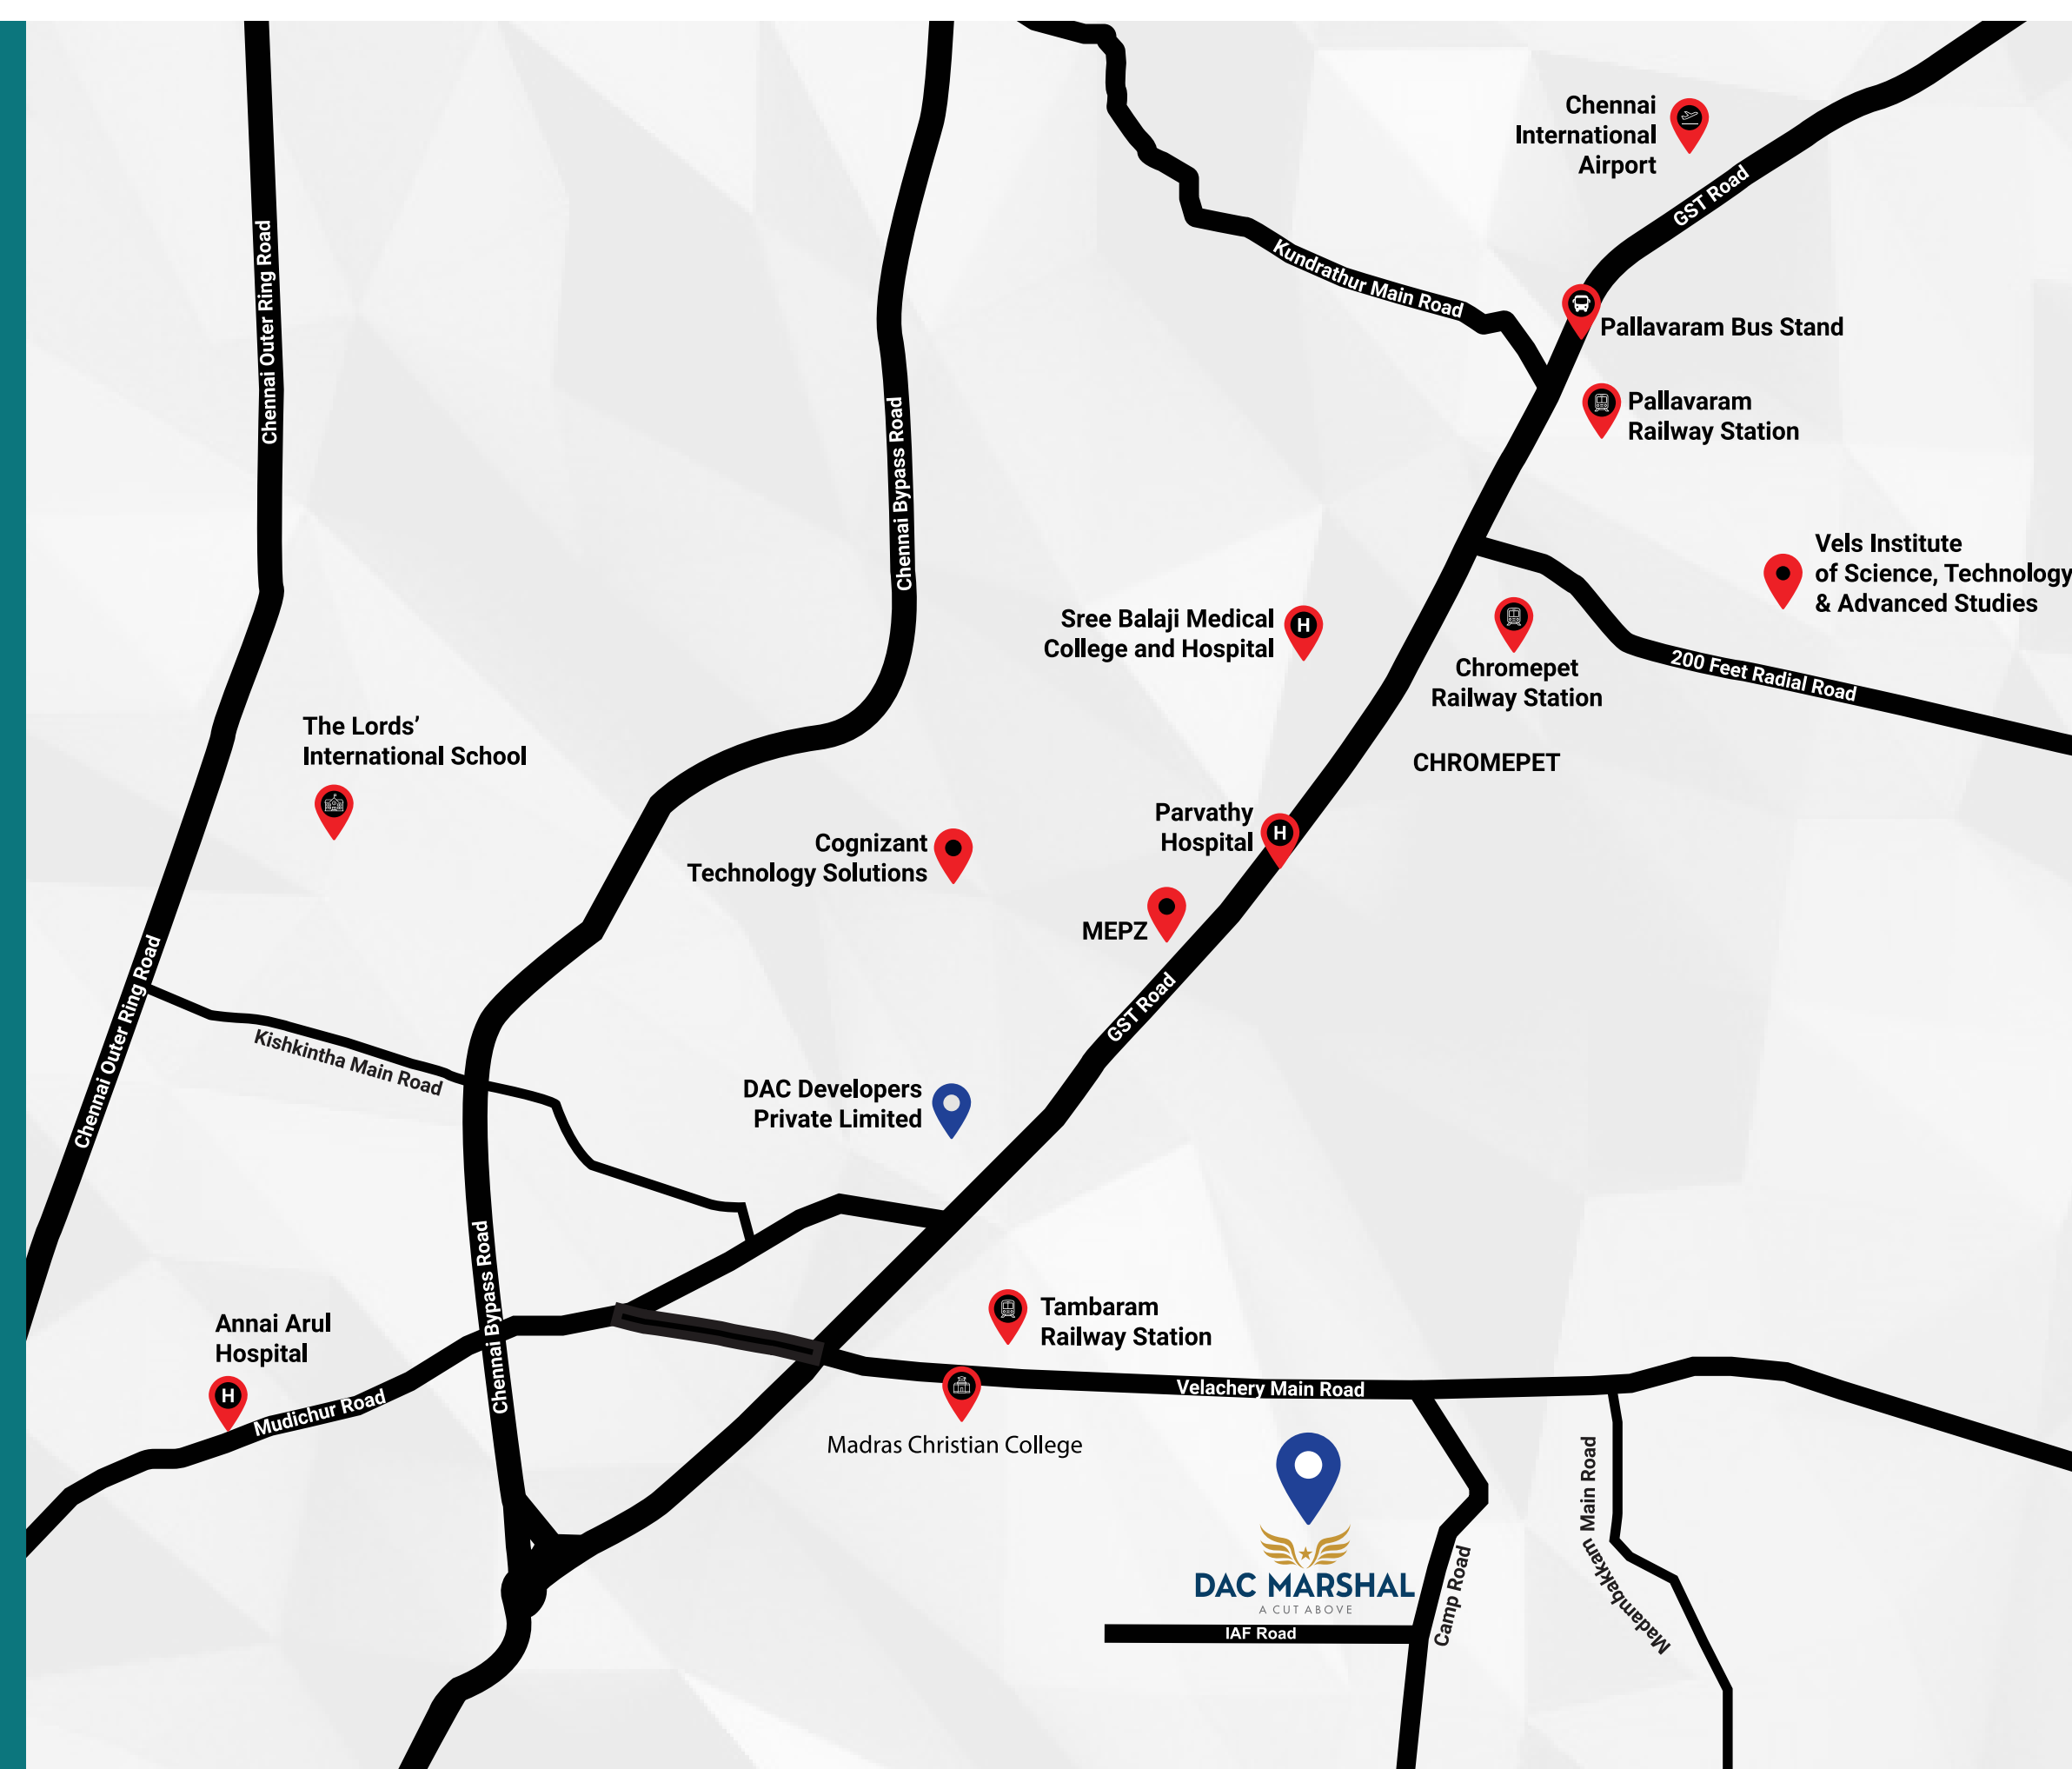 Chennai
International
Airport
GST Road
Chennai Outer Ring Road
Kundrathur Main Road
Pallavaram Bus Stand
Pallavaram
Railway Station
Chennai Bypass Road
Vels Institute
of Science, Technology
& Advanced Studies
Sree Balaji Medical
College and Hospital
H
Chromepet
Railway Station
200 Feet Radial Road
The Lords’
International School
CHROMEPET
Parvathy
Hospital
H
Cognizant
Technology Solutions
MEPZ
GST Road
Chennai Outer Ring Road
Kishkintha Main Road
DAC Developers
Private Limited
Chennai Bypass Road
Tambaram
Railway Station
Annai Arul
Hospital
H
Mudichur Road
Velachery Main Road
Madras Christian College
Madambakkam Main Road
DAC MARSHAL
A CUT ABOVE
Camp Road
IAF Road